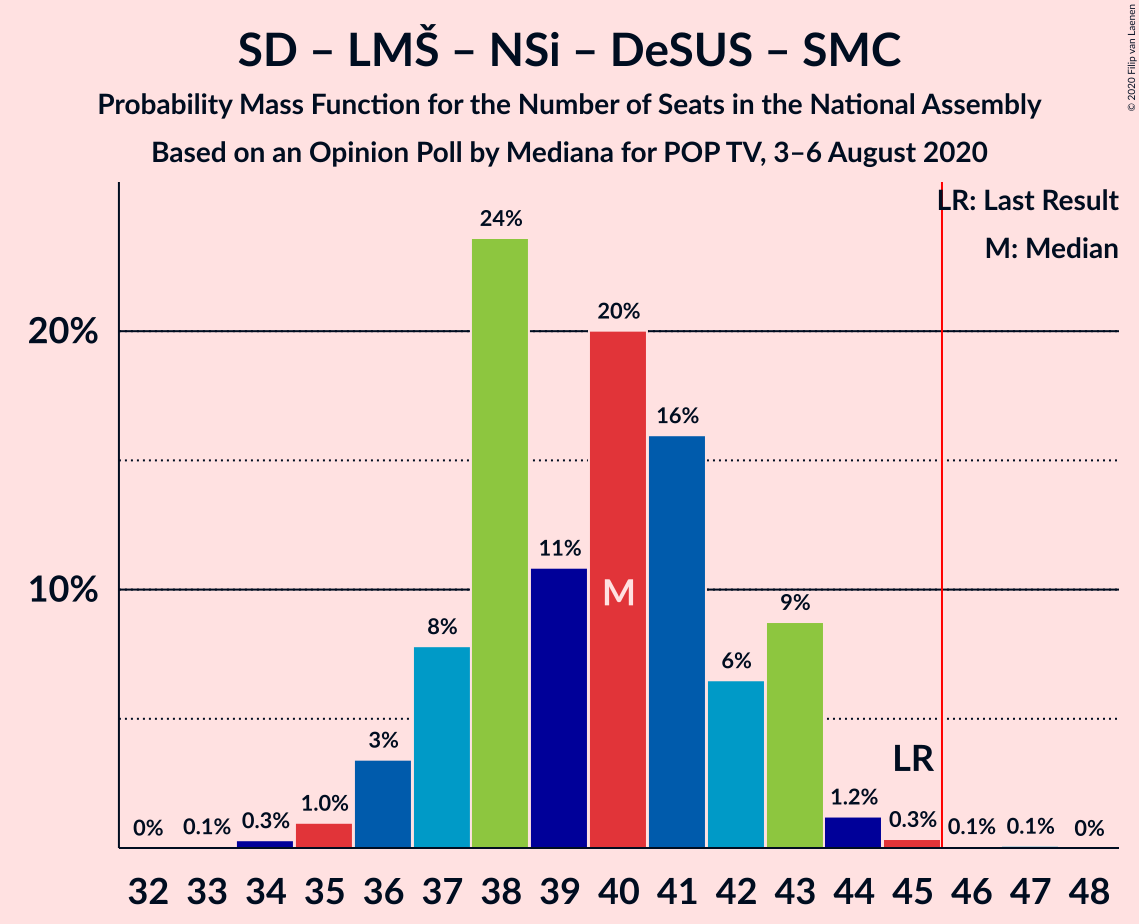 SD – LMŠ – NSi – DeSUS – SMC
Probability Mass Function for the Number of Seats in the National Assembly
Based on an Opinion Poll by Mediana for POP TV, 3–6 August 2020
© 2020 Filip van Laenen
LR: Last Result
M: Median
20%
10%
0%
0.1%
0.3%
1.0%
3%
8%
24%
11%
20%
16%
6%
9%
1.2%
0.3%
0.1%
0.1%
0%
M
LR
32 33 34 35 36 37 38 39 40 41 42 43 44 45 46 47 48